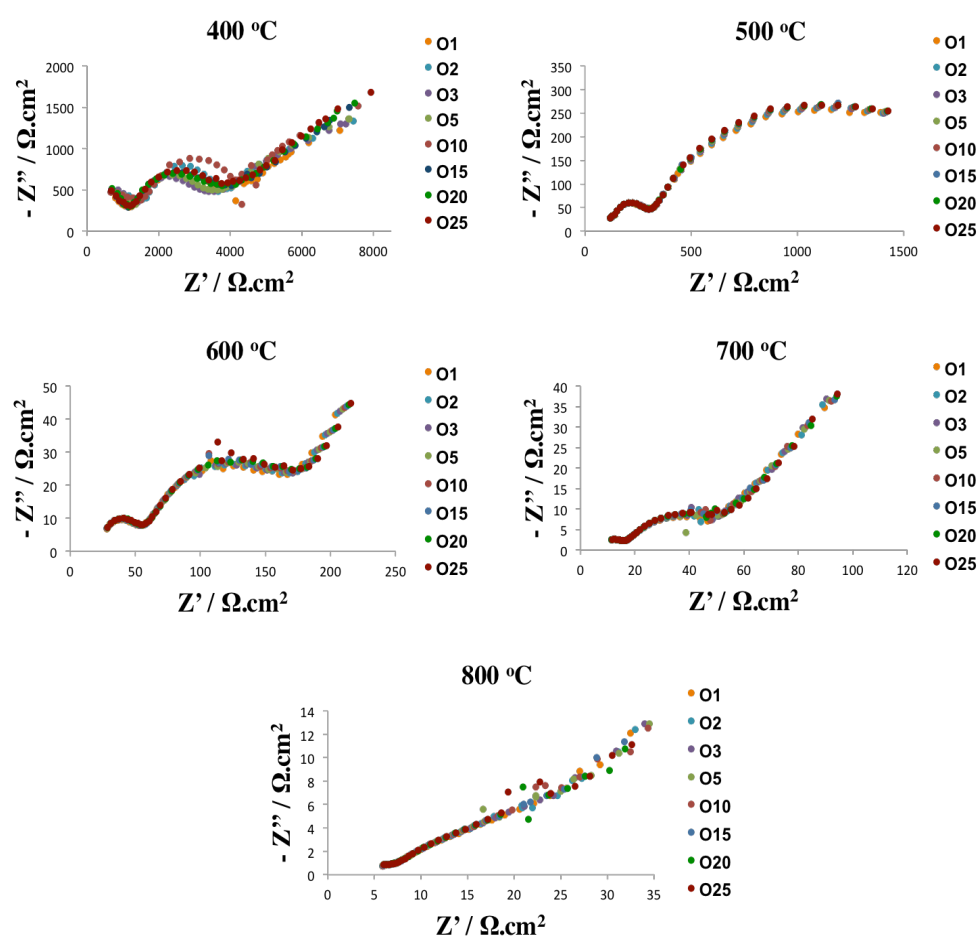 400 ºC
O1
O2
O3
O5
O10
O15
O20
O25
2000
1500
1000
500
0
0 2000 4000 6000 8000
- Z” / Ω.cm²
Z’ / Ω.cm²
500 ºC
O1
O2
O3
O5
O10
O15
O20
O25
350
300
250
200
150
100
50
0
0 500 1000 1500
- Z” / Ω.cm²
Z’ / Ω.cm²
600 ºC
O1
O2
O3
O5
O10
O15
O20
O25
50
40
30
20
10
0
0 50 100 150 200 250
- Z” / Ω.cm²
Z’ / Ω.cm²
700 ºC
O1
O2
O3
O5
O10
O15
O20
O25
40
35
30
25
20
15
10
5
0
0 20 40 60 80 100 120
- Z” / Ω.cm²
Z’ / Ω.cm²
800 ºC
O1
O2
O3
O5
O10
O15
O20
O25
14
12
10
8
6
4
2
0
0 5 10 15 20 25 30 35
- Z” / Ω.cm²
Z’ / Ω.cm²